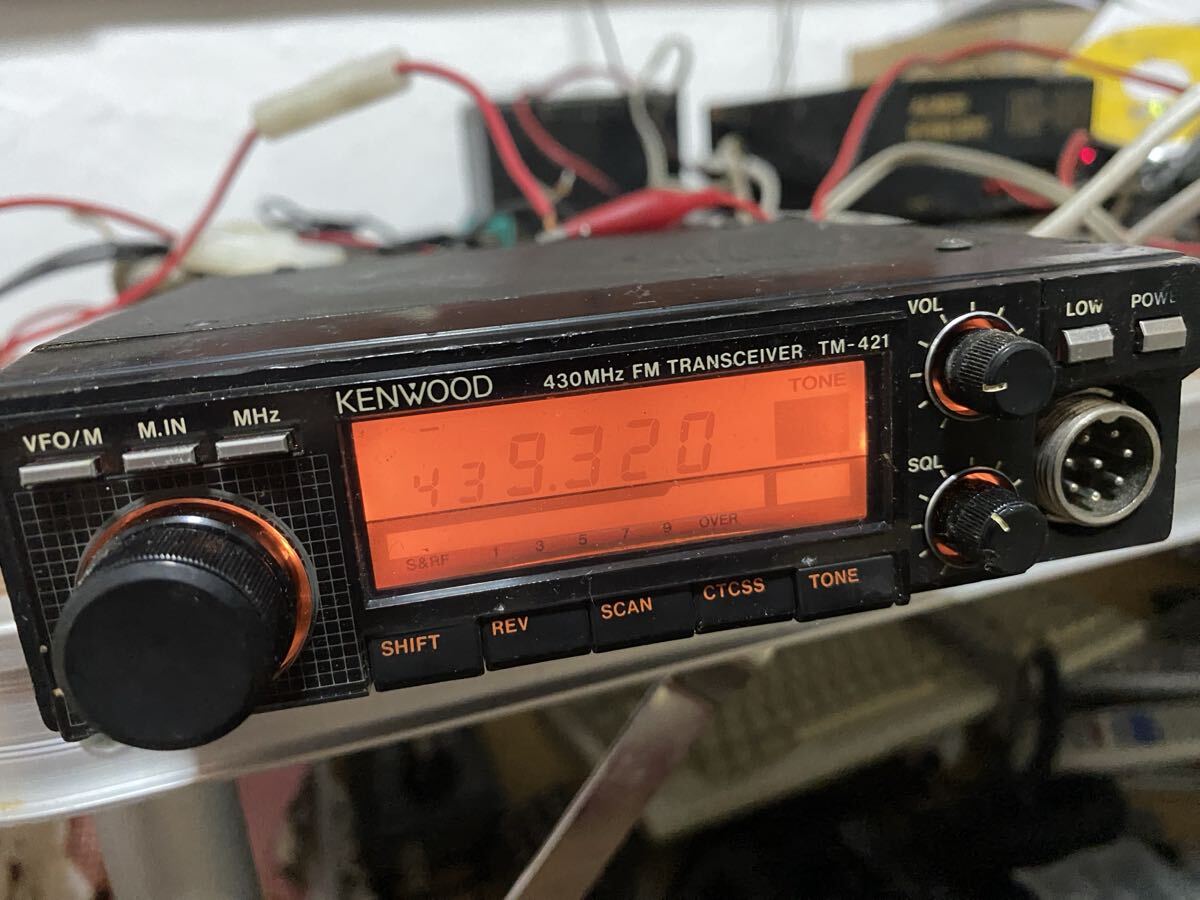 KENWOOD 430MHz FM TRANSCEIVER TM-421
VOL
LOW
POWE
VFO/M
M.IN
MHz
TONE
439.320
S&RF 1 3 5 7 9 OVER
SQL
SHIFT
REV
SCAN
CTCSS
TONE